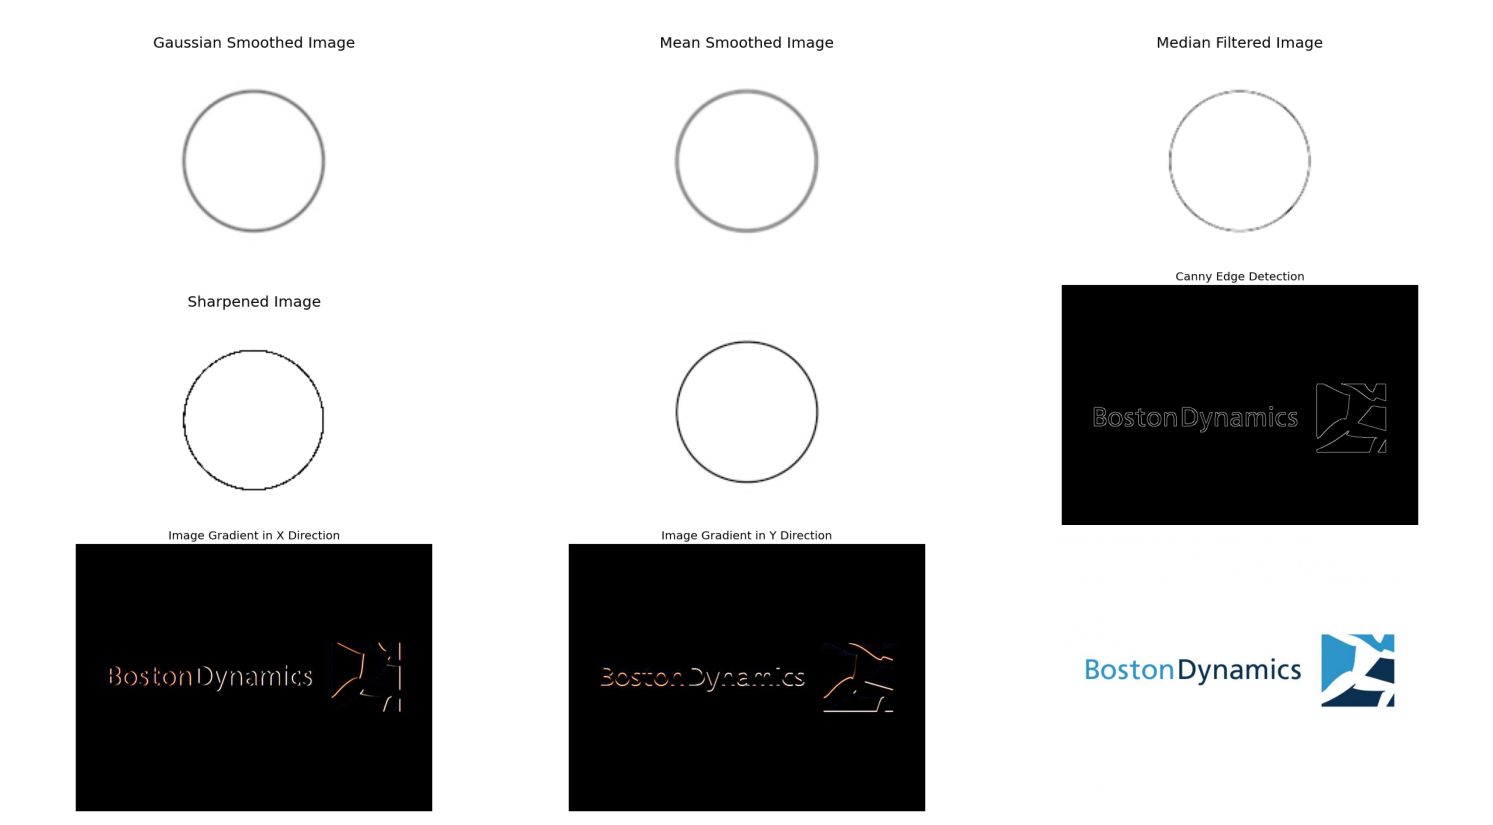 Gaussian Smoothed Image
Mean Smoothed Image
Median Filtered Image
Sharpened Image
Canny Edge Detection
BostonDynamics
Image Gradient in X Direction
Image Gradient in Y Direction
BostonDynamics
BostonDynamics
BostonDynamics